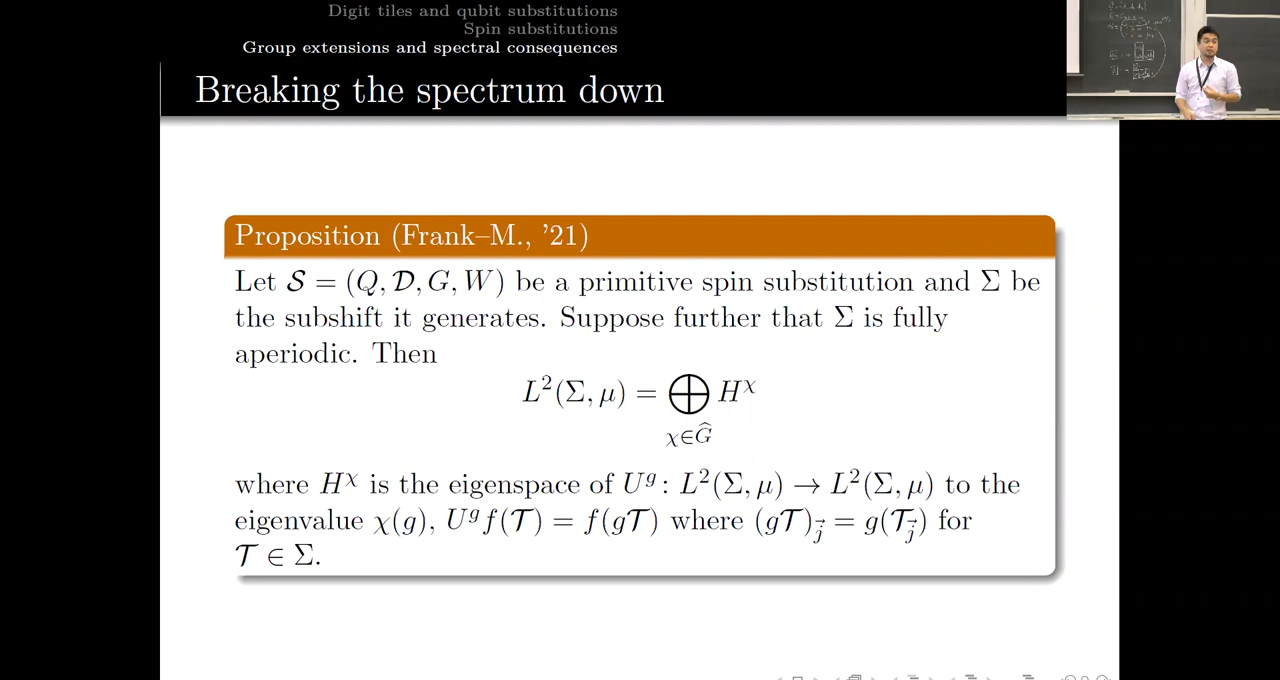 Digit tiles and qubit substitutions
Spin substitutions
Group extensions and spectral consequences
Breaking the spectrum down
Proposition (Frank–M., ’21)
Let 𝓢 = (Q, 𝓓, G, W) be a primitive spin substitution and Σ be
the subshift it generates. Suppose further that Σ is fully
aperiodic. Then
L²(Σ, μ) = ⨁ H^χ
χ∈Ĝ
where H^χ is the eigenspace of U^g : L²(Σ, μ) → L²(Σ, μ) to the
eigenvalue χ(g), U^g f(𝒯) = f(g𝒯) where (g𝒯)_j⃗ = g(𝒯_j⃗) for
𝒯 ∈ Σ.